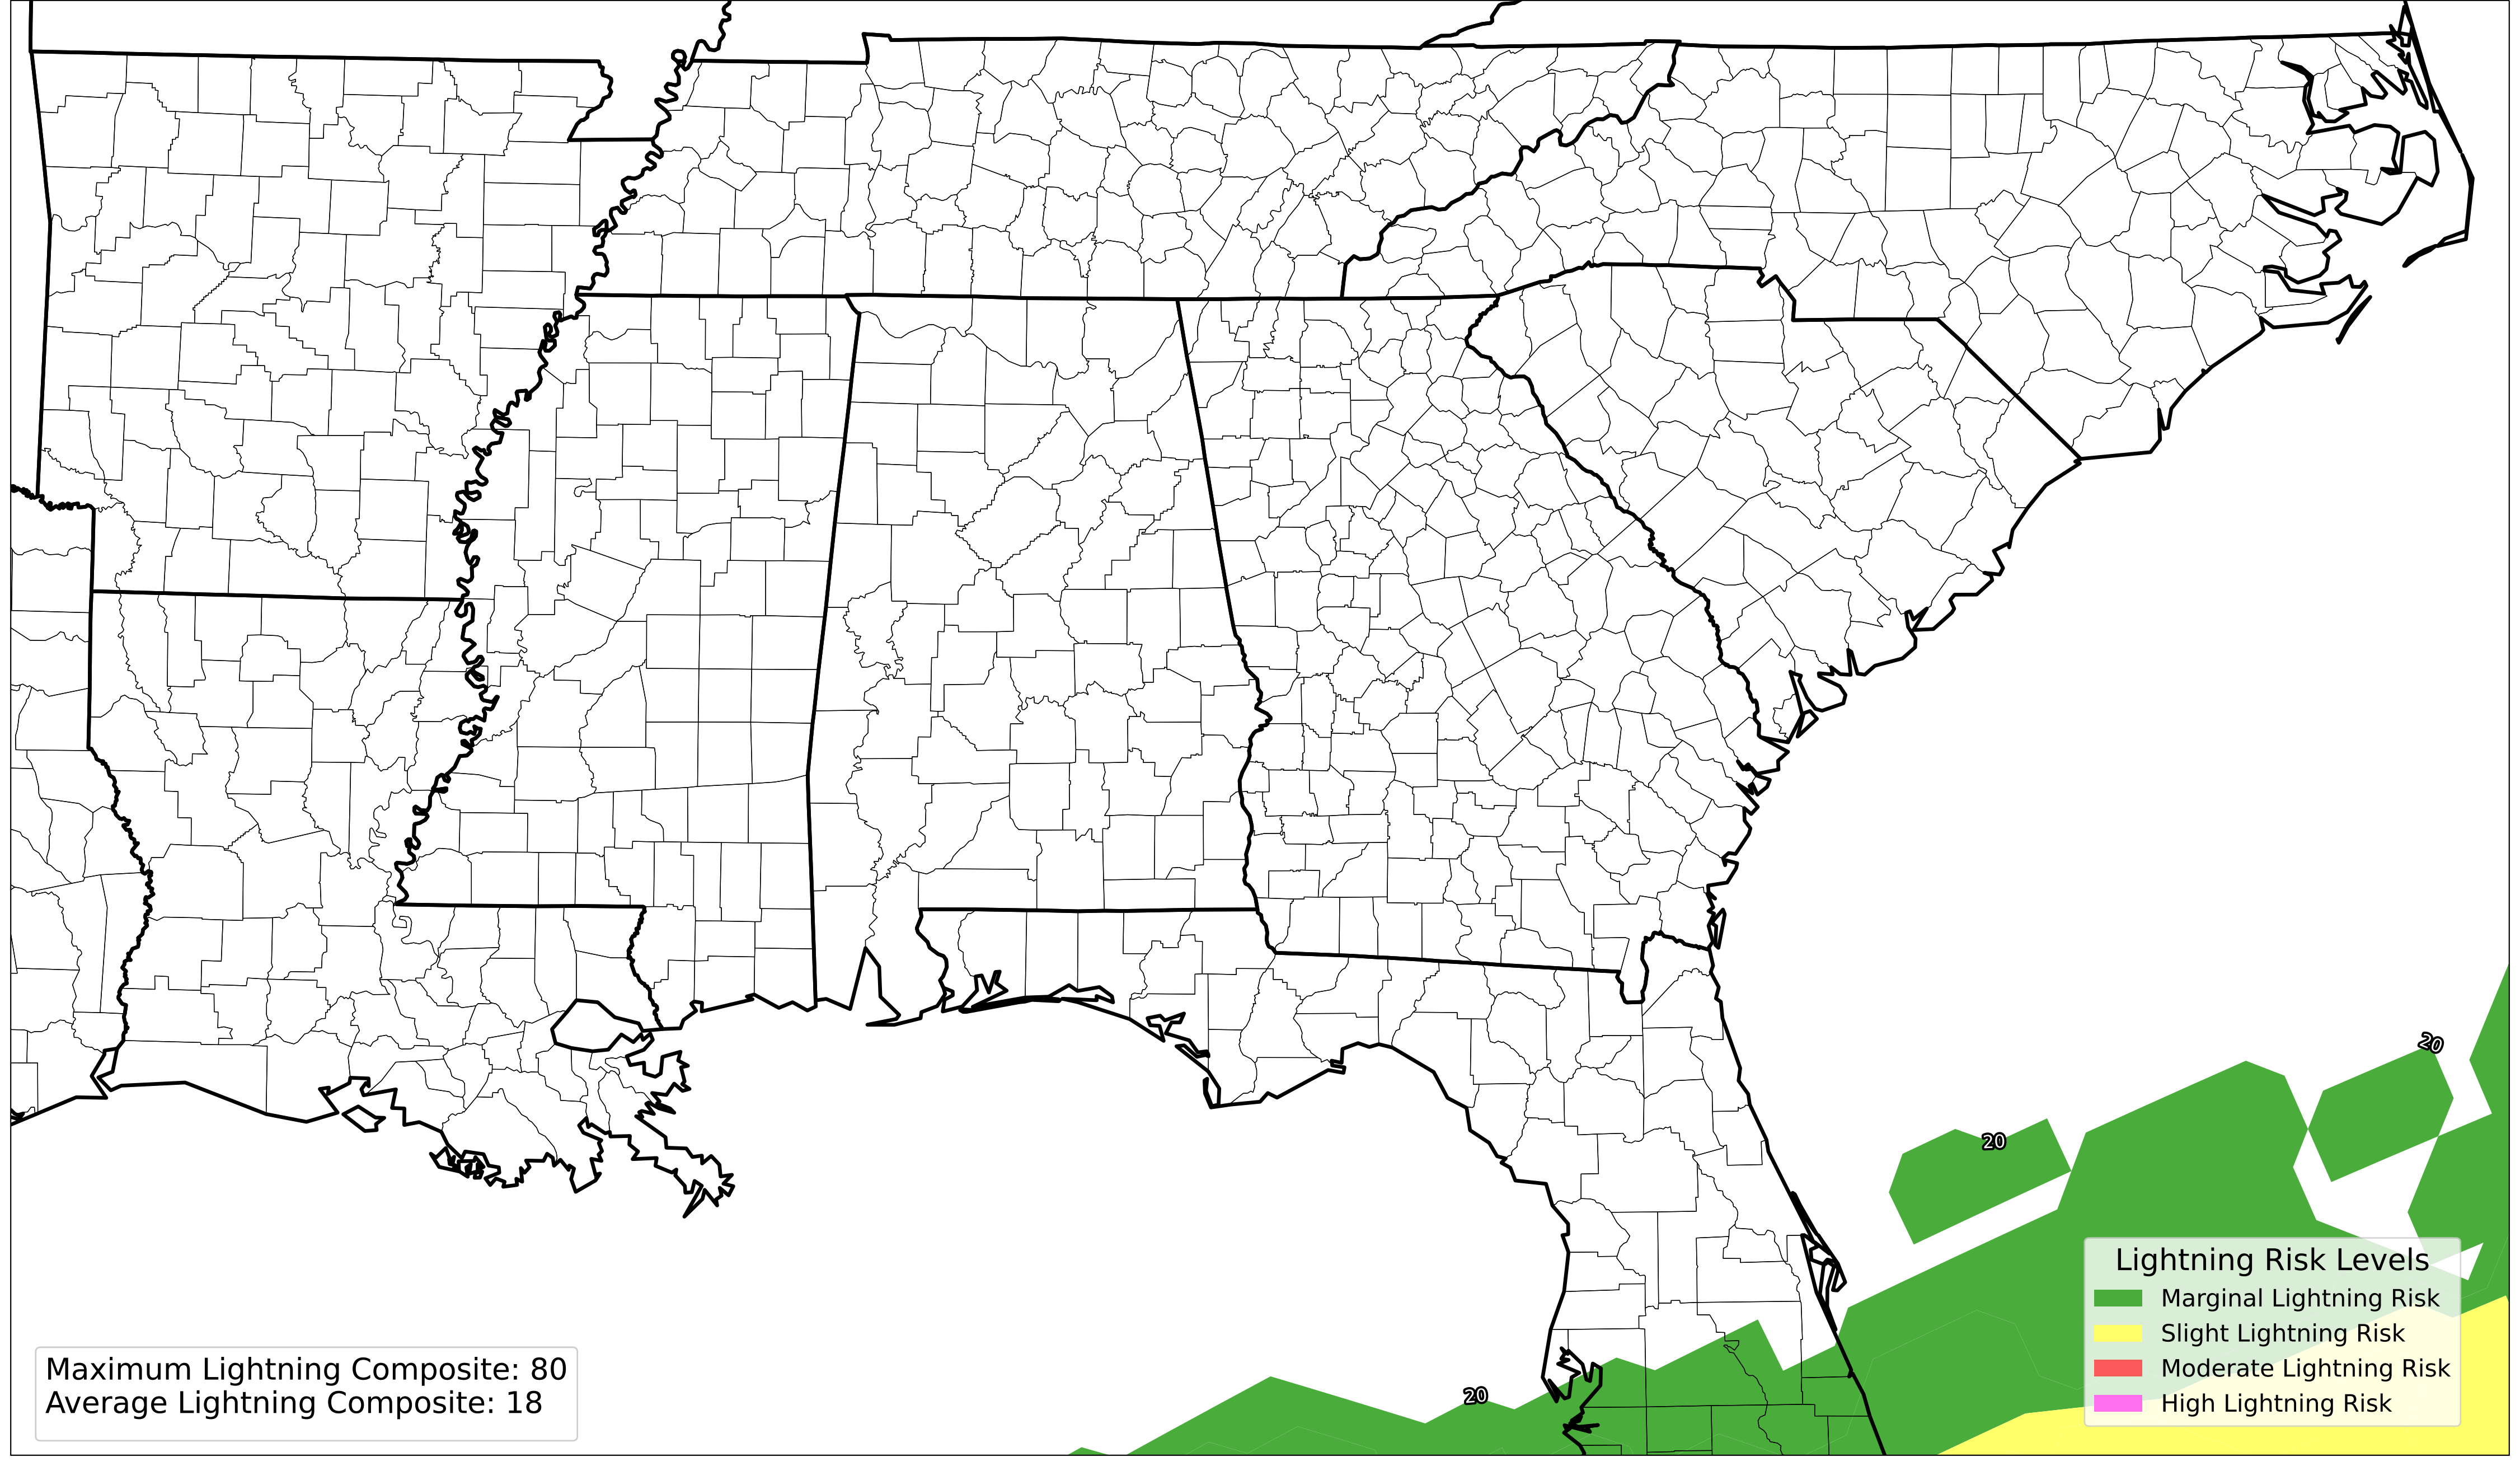 20
20
20
Lightning Risk Levels
Marginal Lightning Risk
Slight Lightning Risk
Moderate Lightning Risk
High Lightning Risk
Maximum Lightning Composite: 80
Average Lightning Composite: 18